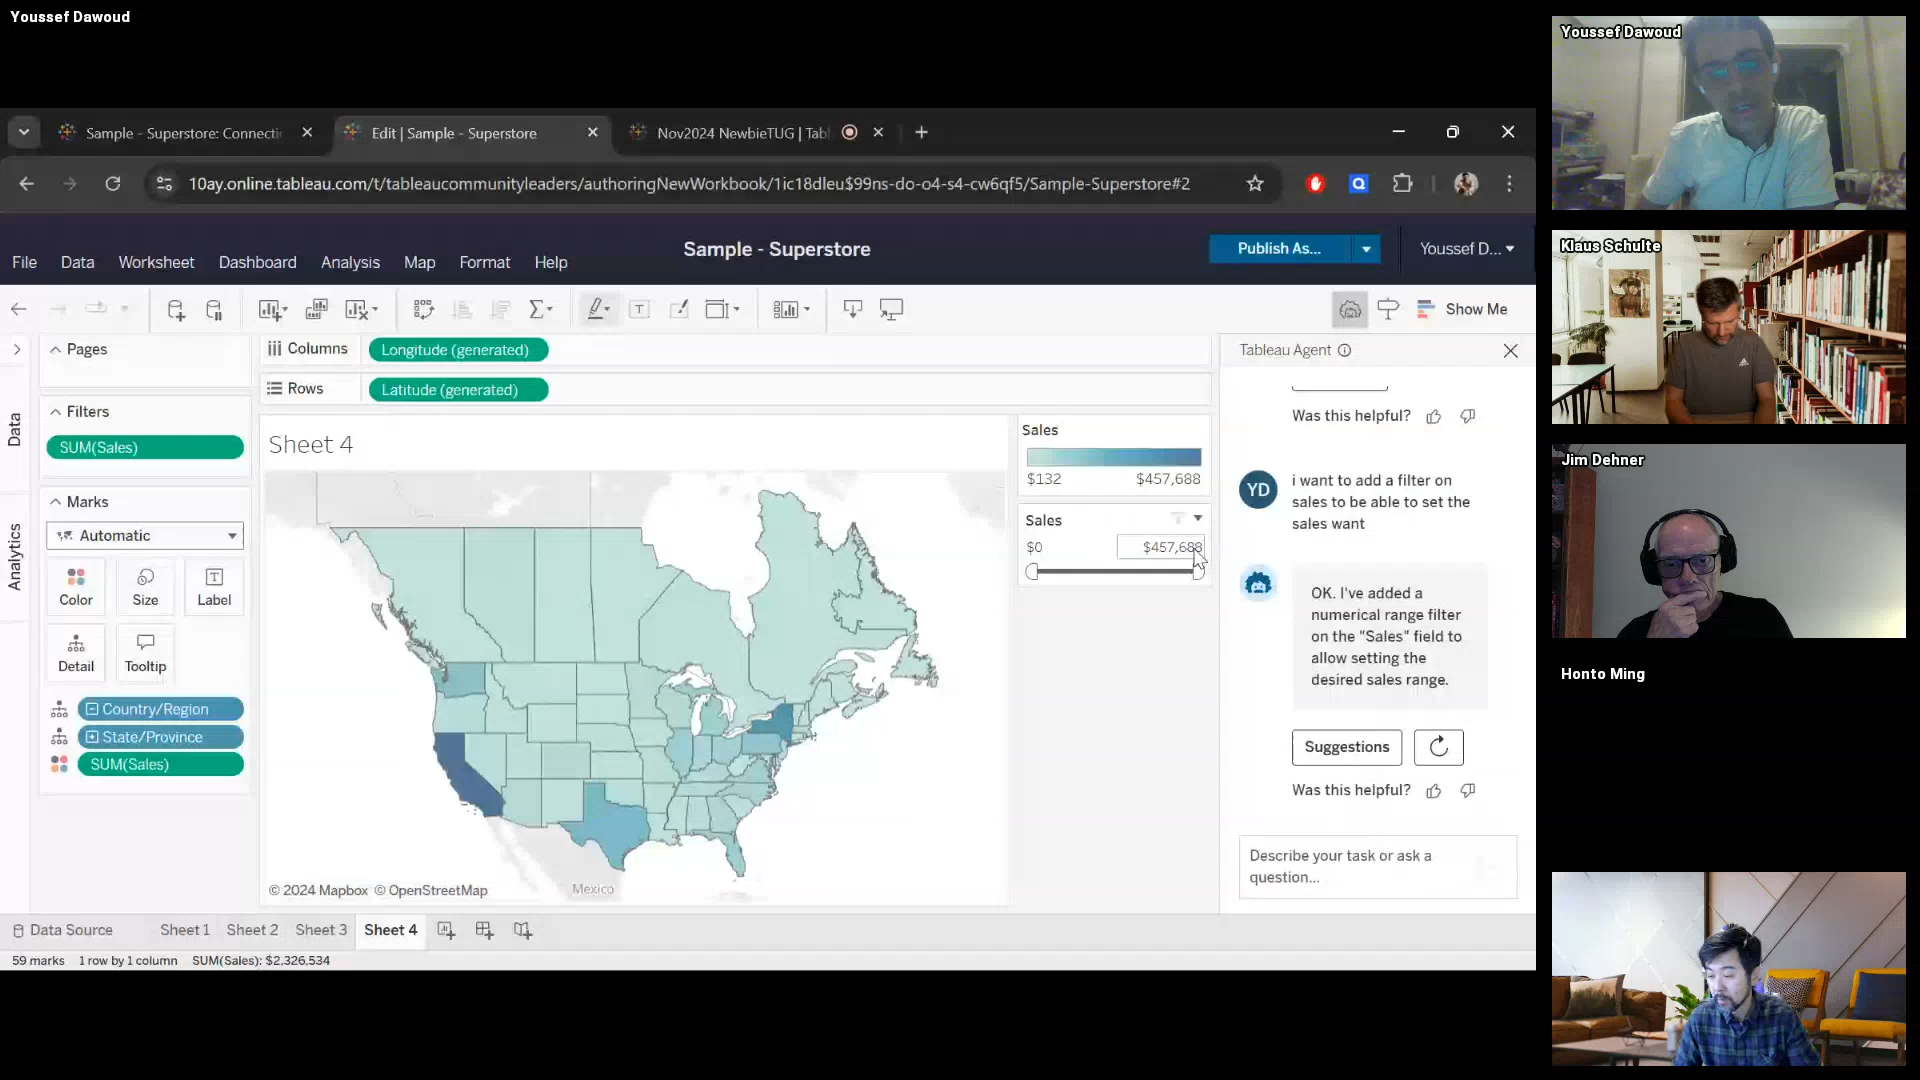 Youssef Dawoud
Sample - Superstore: Connecti
Edit | Sample - Superstore
Nov2024 NewbieTUG | Tabl
10ay.online.tableau.com/t/tableaucommunityleaders/authoringNewWorkbook/1ic18dleu$99ns-do-o4-s4-cw6qf5/Sample-Superstore#2
Sample - Superstore
Publish As...
Youssef D...
File Data Worksheet Dashboard Analysis Map Format Help
Show Me
Data
Analytics
Pages
Filters
SUM(Sales)
Marks
Automatic
Color Size Label
Detail Tooltip
Country/Region
State/Province
SUM(Sales)
Columns Longitude (generated)
Rows Latitude (generated)
Sheet 4
© 2024 Mapbox © OpenStreetMap
Mexico
Sales
$132 $457,688
Sales
$0 $457,688
Tableau Agent
Was this helpful?
YD
i want to add a filter on
sales to be able to set the
sales want
OK. I've added a
numerical range filter
on the "Sales" field to
allow setting the
desired sales range.
Suggestions
Was this helpful?
Describe your task or ask a
question...
Data Source Sheet 1 Sheet 2 Sheet 3 Sheet 4
59 marks 1 row by 1 column SUM(Sales): $2,326,534
Youssef Dawoud
Klaus Schulte
Jim Dehner
Honto Ming